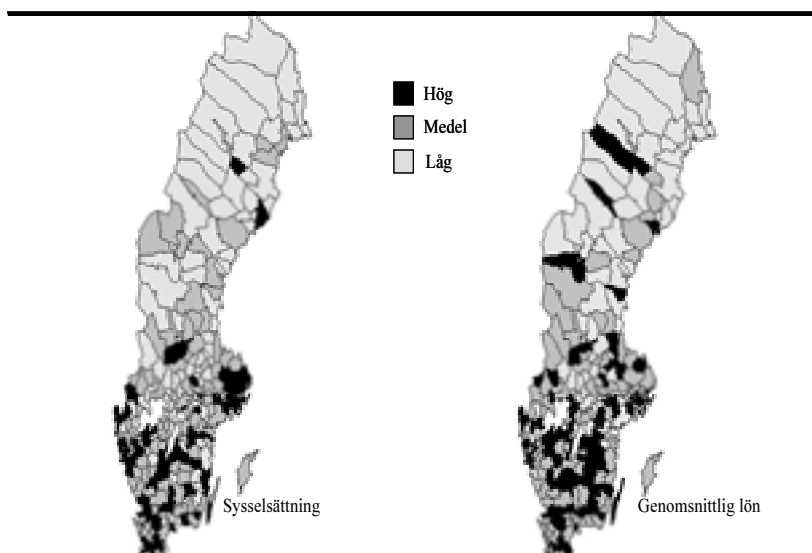 Hög
Medel
Låg
Sysselsättning
Genomsnittlig lön